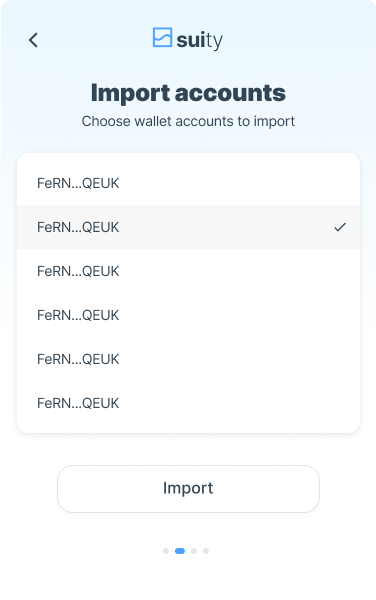 suity
Import accounts
Choose wallet accounts to import
FeRN...QEUK
FeRN...QEUK
FeRN...QEUK
FeRN...QEUK
FeRN...QEUK
FeRN...QEUK
Import